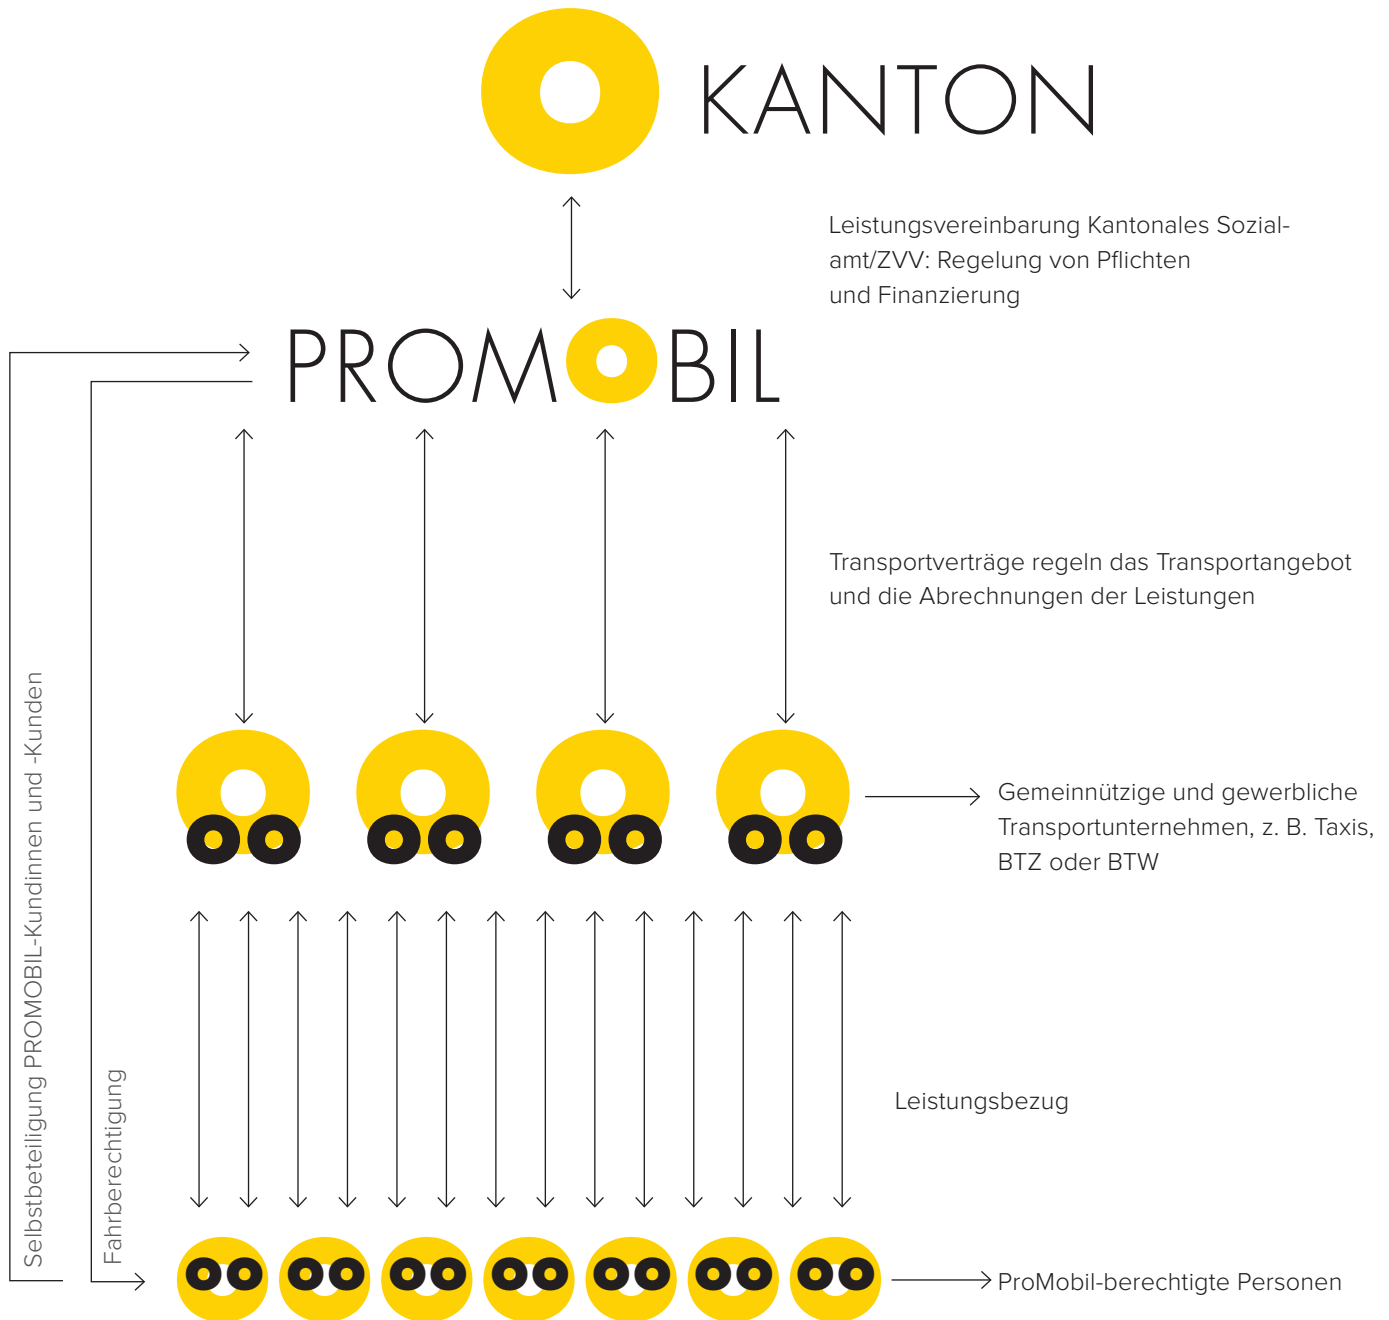 KANTON
Leistungsvereinbarung Kantonales Sozial-
amt/ZVV: Regelung von Pflichten
und Finanzierung
PROMOBIL
Transportverträge regeln das Transportangebot
und die Abrechnungen der Leistungen
Selbstbeteiligung PROMOBIL-Kundinnen und -Kunden
Fahrberechtigung
Gemeinnützige und gewerbliche
Transportunternehmen, z. B. Taxis,
BTZ oder BTW
Leistungsbezug
ProMobil-berechtigte Personen